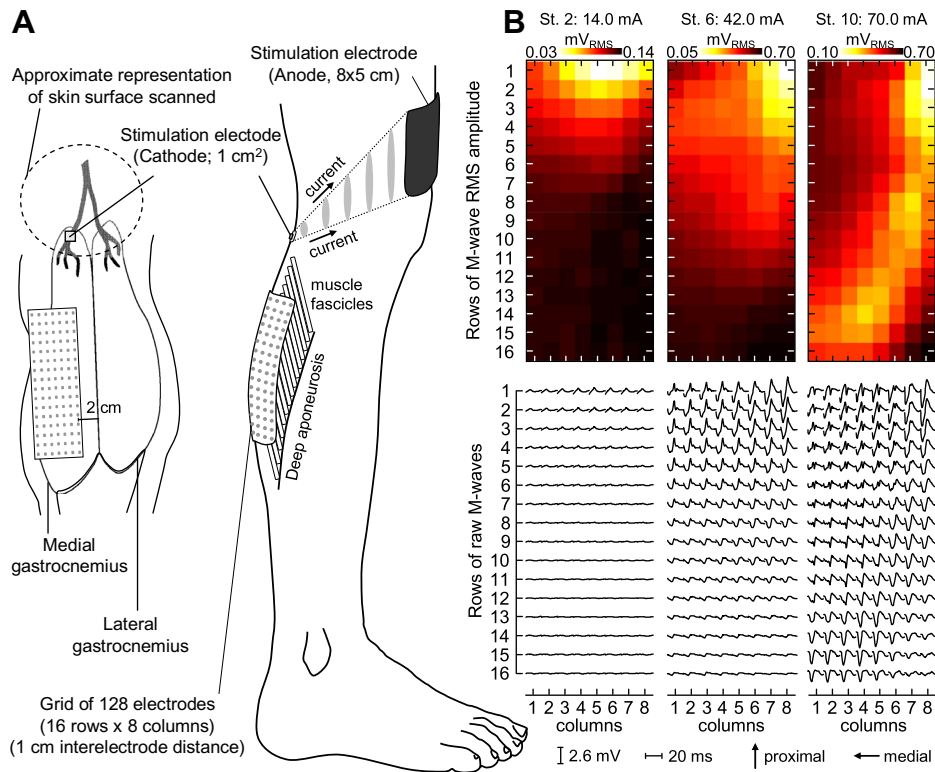 A
Approximate representation
of skin surface scanned
Stimulation electrode
(Anode, 8x5 cm)
Stimulation electode
(Cathode; 1 cm²)
current
current
muscle
fascicles
Deep aponeurosis
2 cm
Medial
gastrocnemius
Lateral
gastrocnemius
Grid of 128 electrodes
(16 rows x 8 columns)
(1 cm interelectrode distance)
B
St. 2: 14.0 mA
St. 6: 42.0 mA
St. 10: 70.0 mA
mVRMS
0.03
0.14
mVRMS
0.05
0.70
mVRMS
0.10
0.70
Rows of M-wave RMS amplitude
1
2
3
4
5
6
7
8
9
10
11
12
13
14
15
16
Rows of raw M-waves
1
2
3
4
5
6
7
8
9
10
11
12
13
14
15
16
1 2 3 4 5 6 7 8
columns
1 2 3 4 5 6 7 8
columns
1 2 3 4 5 6 7 8
columns
2.6 mV
20 ms
proximal
medial